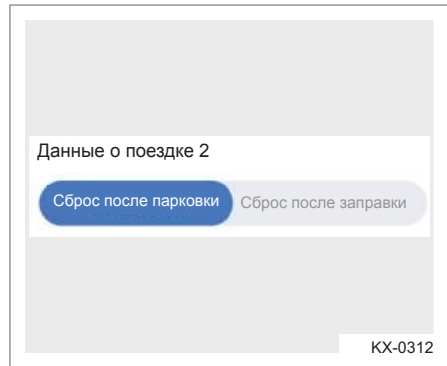 Данные о поездке 2
Сброс после парковки Сброс после заправки
KX-0312